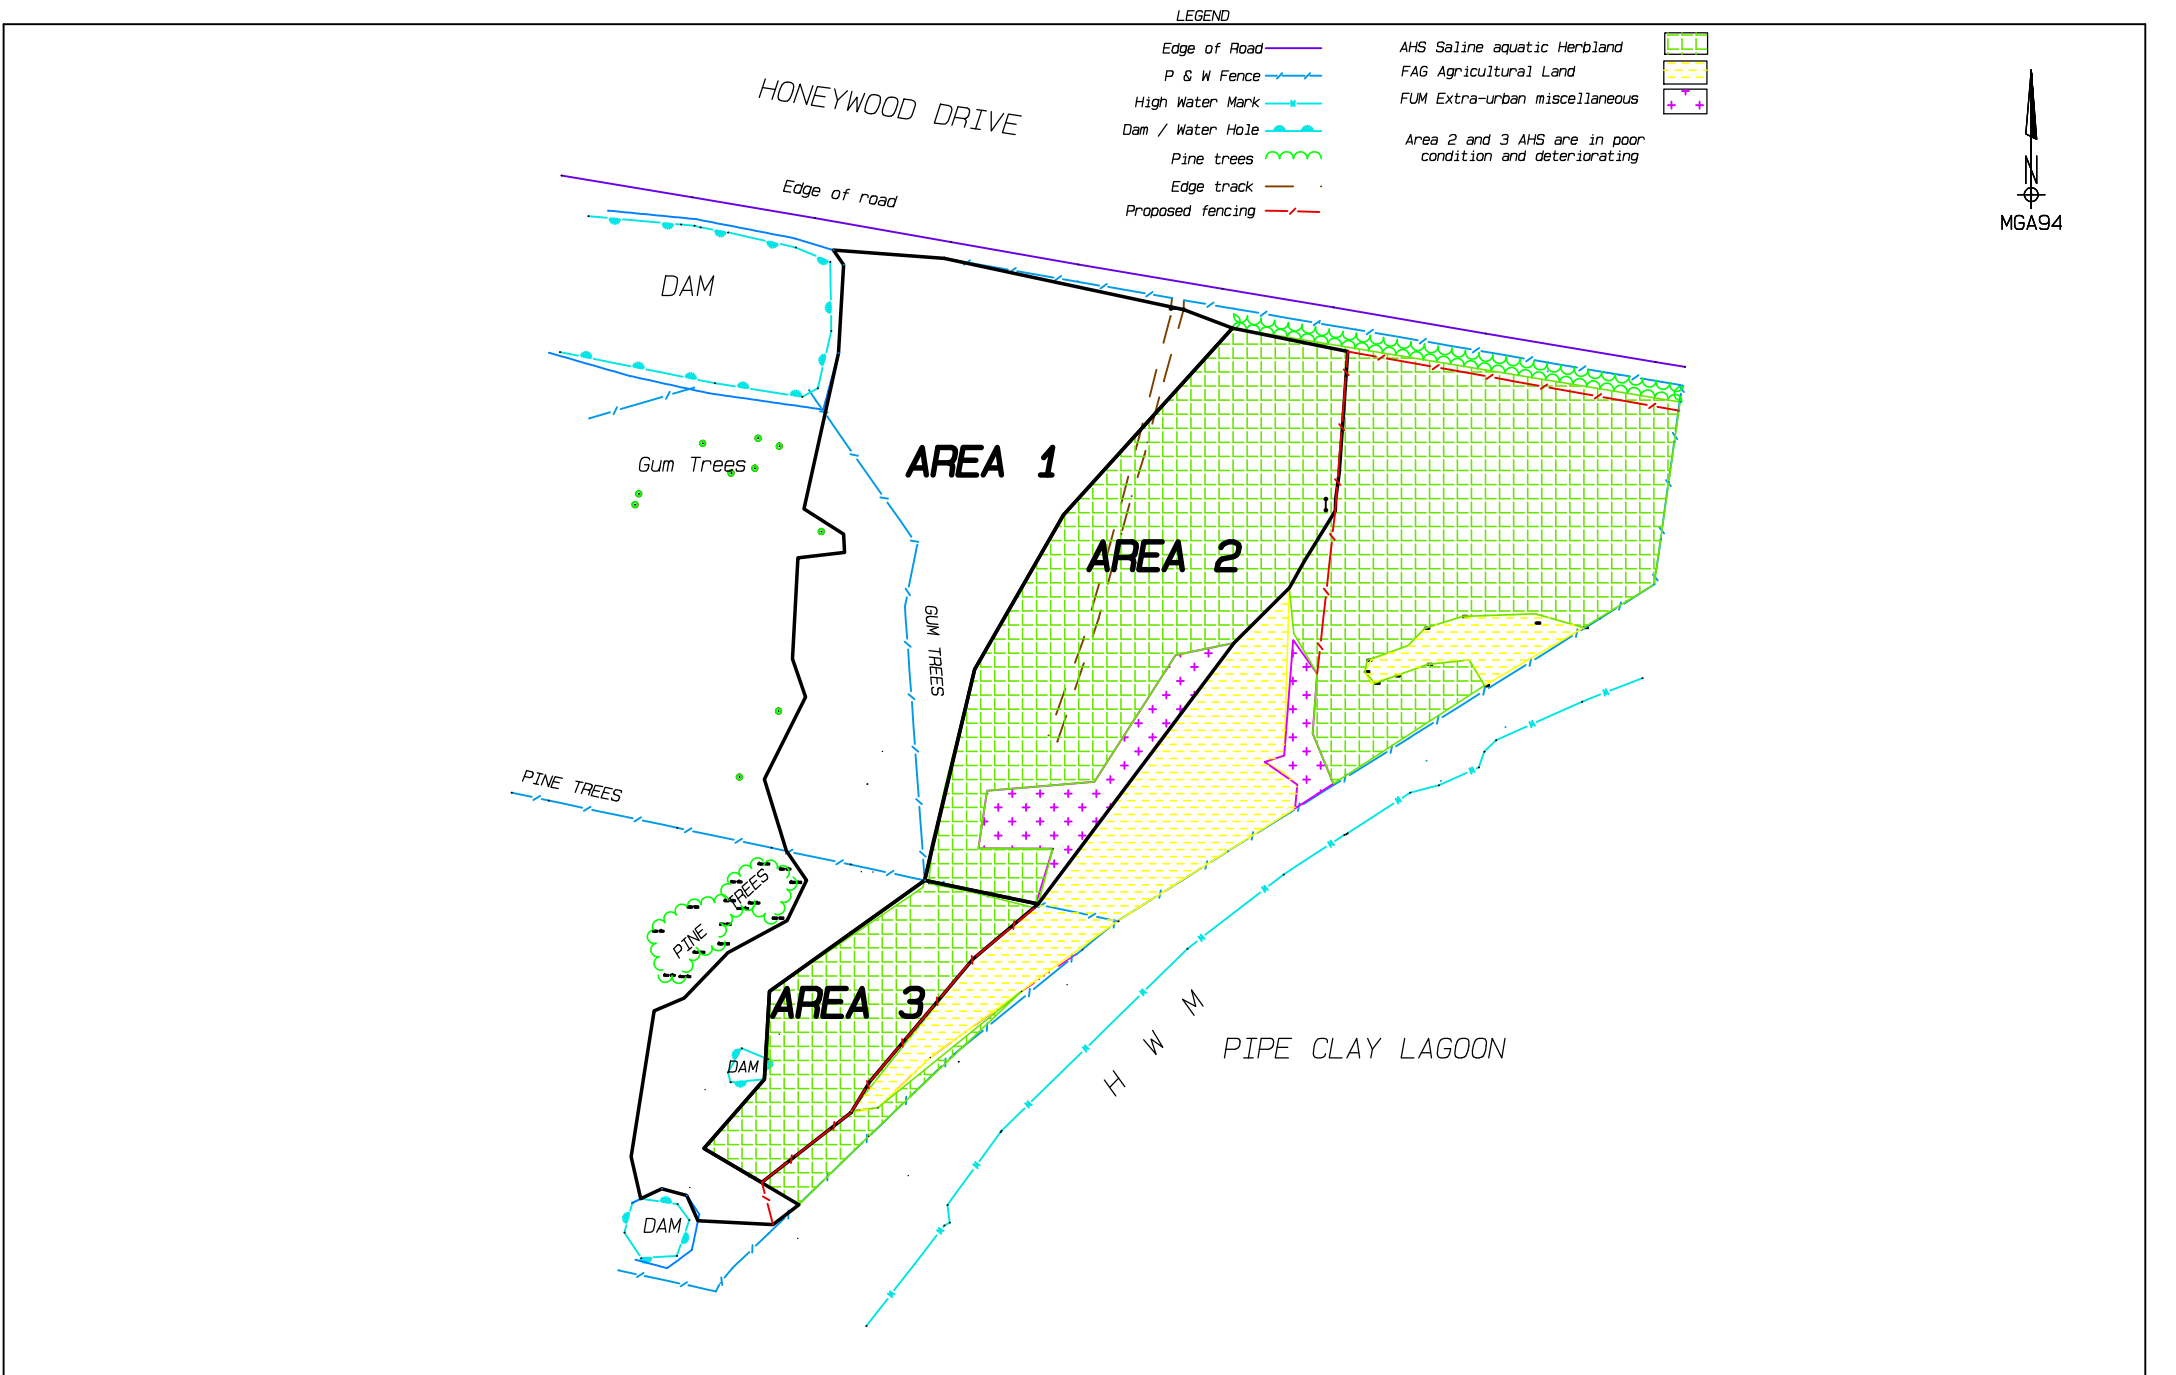 LEGEND
Edge of Road
P & W Fence
High Water Mark
Dam / Water Hole
Pine trees
Edge track
Proposed fencing
AHS Saline aquatic Herbland
FAG Agricultural Land
FUM Extra-urban miscellaneous
Area 2 and 3 AHS are in poor
condition and deteriorating
N
MGA94
HONEYWOOD DRIVE
Edge of road
DAM
Gum Trees
AREA 1
AREA 2
GUM TREES
PINE TREES
PINE
TREES
AREA 3
DAM
DAM
H W M
PIPE CLAY LAGOON